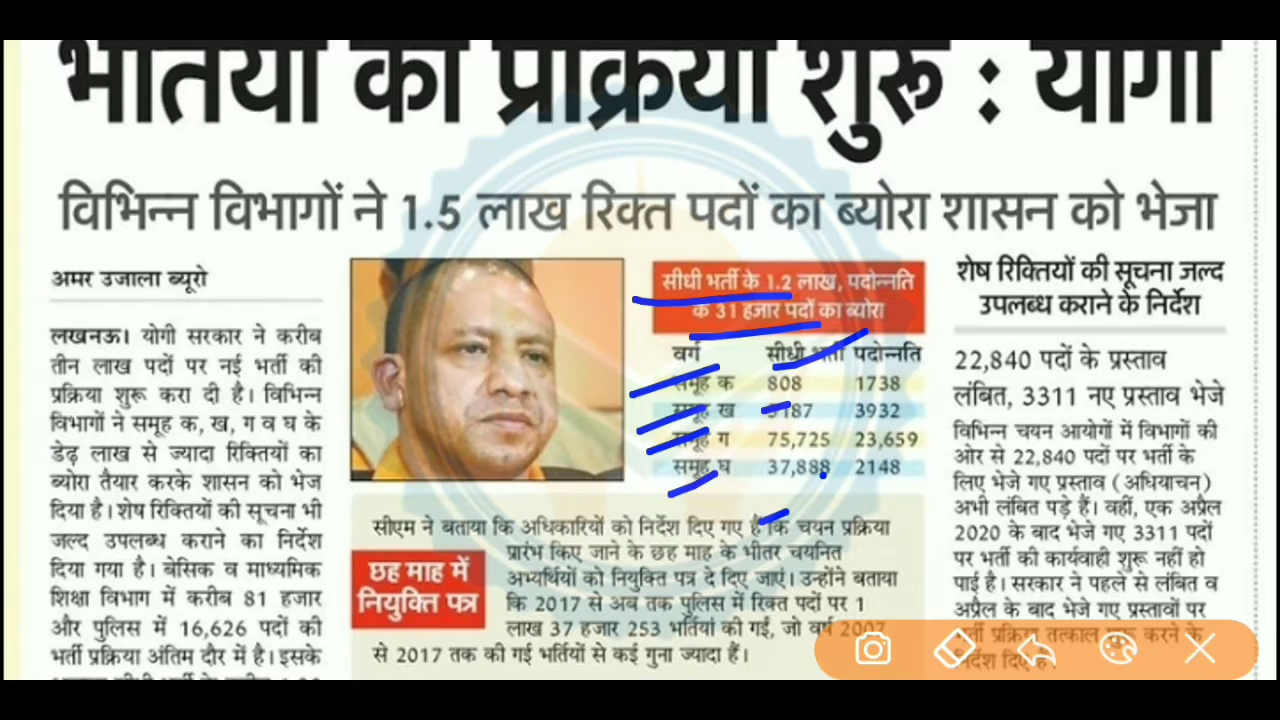 भर्तियों की प्रक्रिया शुरू : योगी
विभिन्न विभागों ने 1.5 लाख रिक्त पदों का ब्योरा शासन को भेजा
अमर उजाला ब्यूरो
लखनऊ। योगी सरकार ने करीब
तीन लाख पदों पर नई भर्ती की
प्रक्रिया शुरू करा दी है। विभिन्न
विभागों ने समूह क, ख, ग व घ के
डेढ़ लाख से ज्यादा रिक्तियों का
ब्योरा तैयार करके शासन को भेज
दिया है। शेष रिक्तियों की सूचना भी
जल्द उपलब्ध कराने का निर्देश
दिया गया है। बेसिक व माध्यमिक
शिक्षा विभाग में करीब 81 हजार
और पुलिस में 16,626 पदों की
भर्ती प्रक्रिया अंतिम दौर में है। इसके
सीधी भर्ती के 1.2 लाख, पदोन्नति
के 31 हजार पदों का ब्योरा
वर्ग सीधी भर्ती पदोन्नति
समूह क 808 1738
समूह ख 3932
समूह ग 75,725 23,659
समूह घ 37,888 2148
सीएम ने बताया कि अधिकारियों को निर्देश दिए गए हैं कि चयन प्रक्रिया
प्रारंभ किए जाने के छह माह के भीतर चयनित
अभ्यर्थियों को नियुक्ति पत्र दे दिए जाएं। उन्होंने बताया
कि 2017 से अब तक पुलिस में रिक्त पदों पर 1
लाख 37 हजार 253 भर्तियां की गईं, जो वर्ष 2007
से 2017 तक की गई भर्तियों से कई गुना ज्यादा हैं।
छह माह में
नियुक्ति पत्र
शेष रिक्तियों की सूचना जल्द
उपलब्ध कराने के निर्देश
22,840 पदों के प्रस्ताव
लंबित, 3311 नए प्रस्ताव भेजे
विभिन्न चयन आयोगों में विभागों की
ओर से 22,840 पदों पर भर्ती के
लिए भेजे गए प्रस्ताव (अधियाचन)
अभी लंबित पड़े हैं। वहीं, एक अप्रैल
2020 के बाद भेजे गए 3311 पदों
पर भर्ती की कार्यवाही शुरू नहीं हो
पाई है। सरकार ने पहले से लंबित व
अप्रैल के बाद भेजे गए प्रस्तावों पर
भर्ती प्रक्रिया तत्काल शुरू करने के
निर्देश दिए हैं।